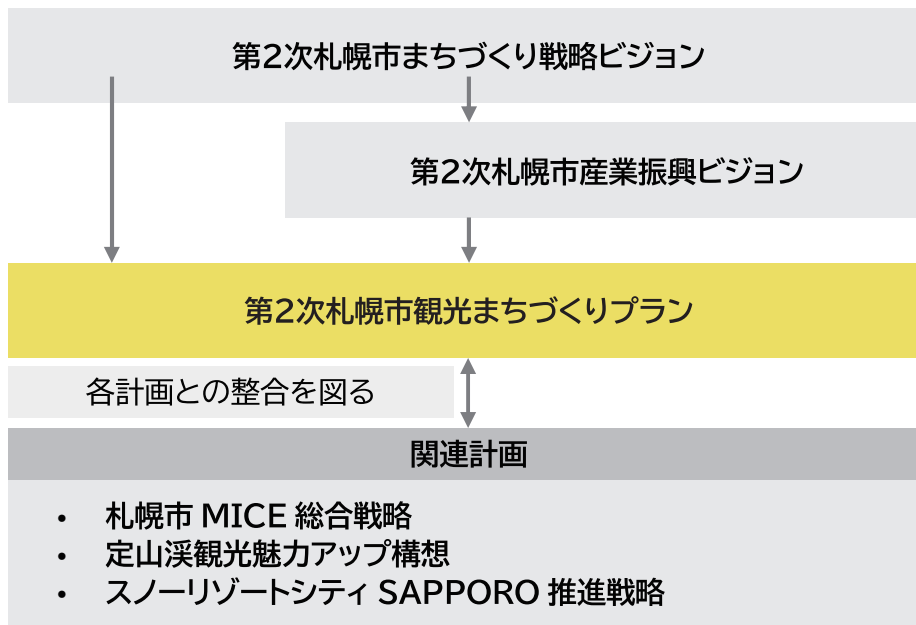 第2次札幌市まちづくり戦略ビジョン
第2次札幌市産業振興ビジョン
第2次札幌市観光まちづくりプラン
各計画との整合を図る
関連計画
• 札幌市 MICE 総合戦略
• 定山渓観光魅力アップ構想
• スノーリゾートシティ SAPPORO 推進戦略